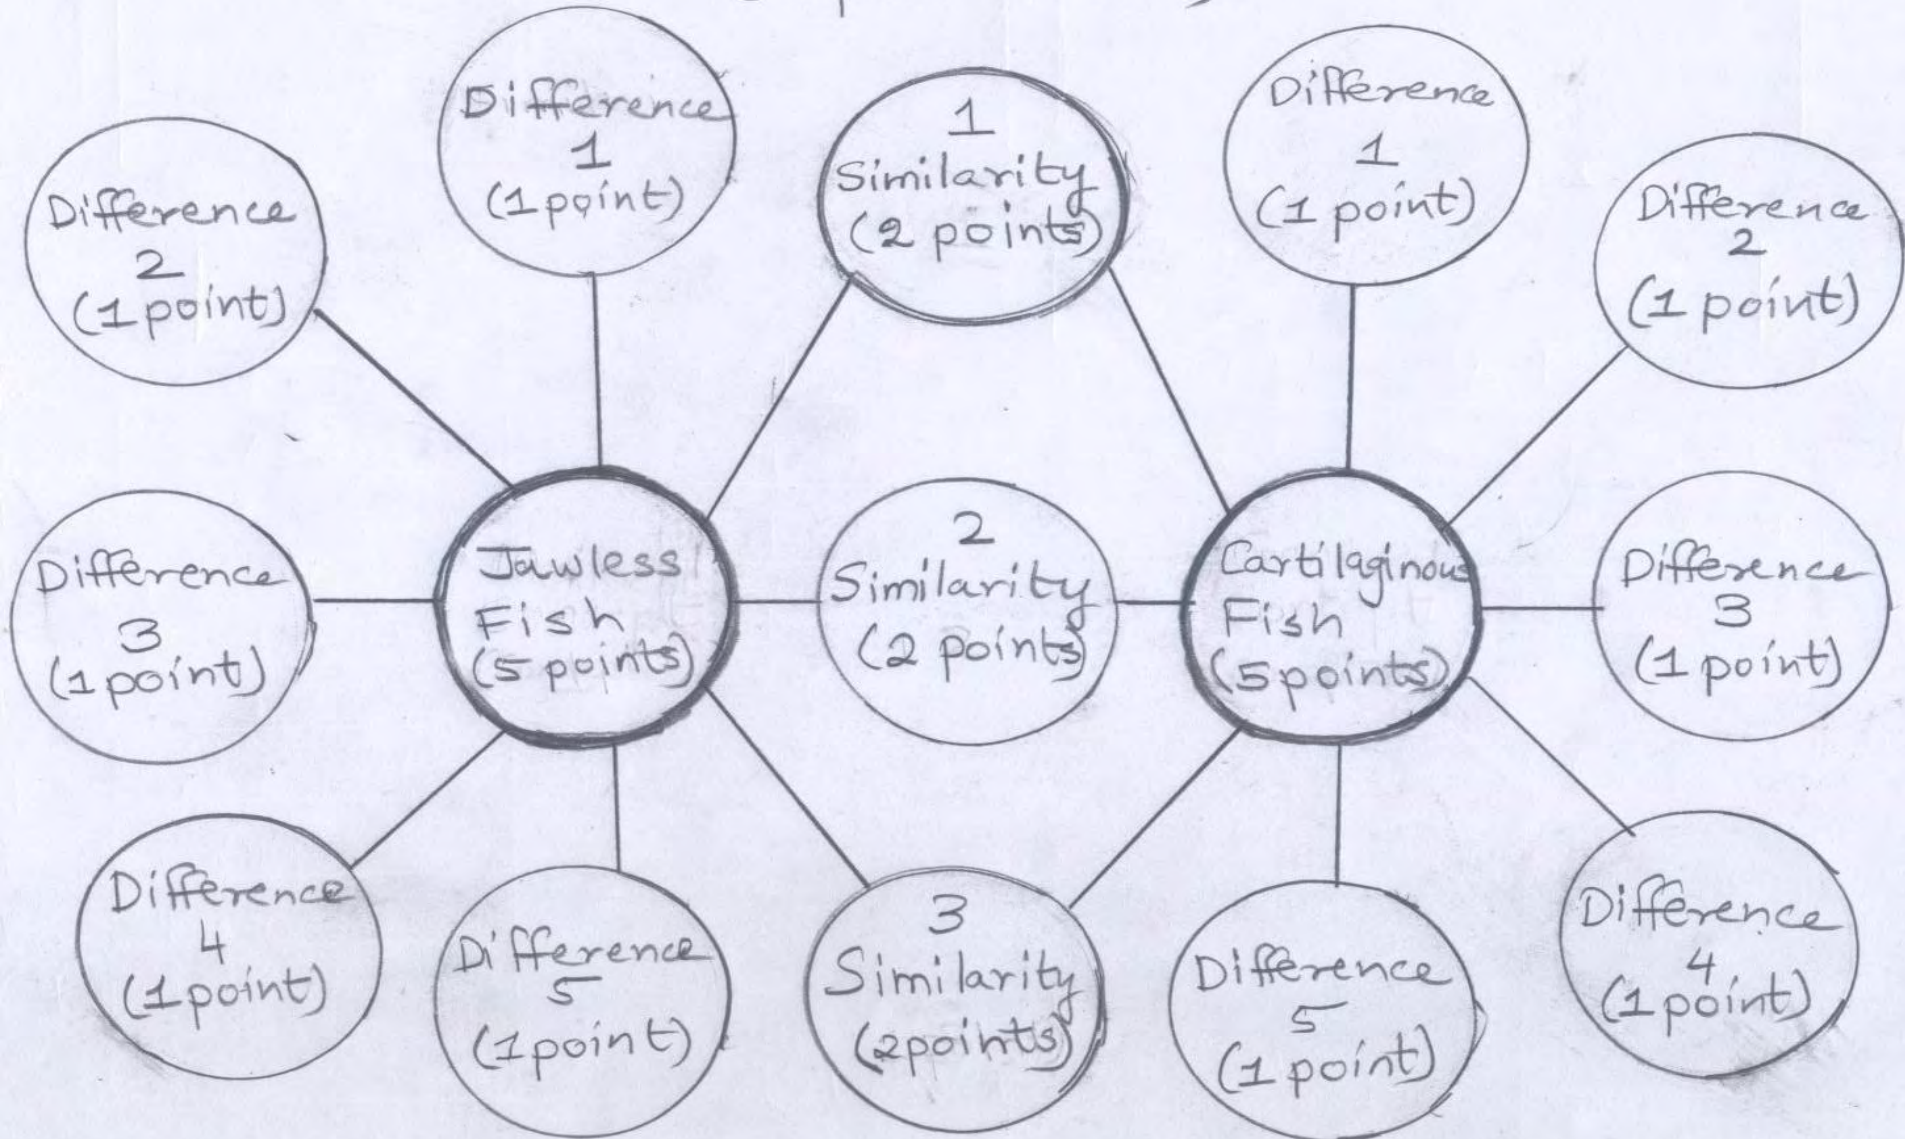 Difference
1
(1 point)
1
Similarity
(2 points)
Difference
1
(1 point)
Difference
2
(1 point)
Difference
2
(1 point)
Difference
3
(1 point)
Jawless
Fish
(5 points)
2
Similarity
(2 points)
Cartilaginous
Fish
(5 points)
Difference
3
(1 point)
Difference
4
(1 point)
Difference
5
(1 point)
3
Similarity
(2 points)
Difference
5
(1 point)
Difference
4
(1 point)